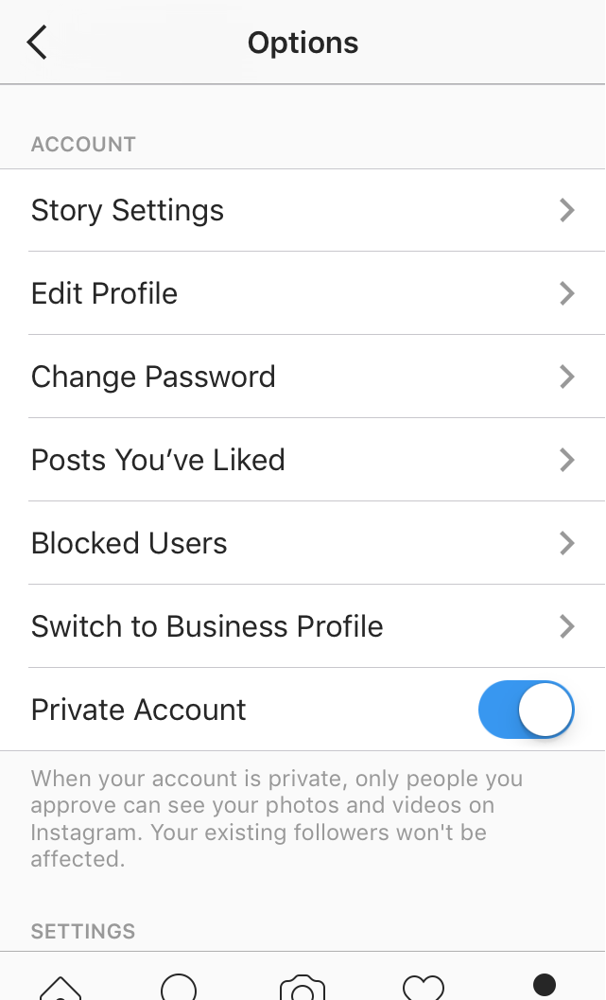 Options
ACCOUNT
Story Settings
Edit Profile
Change Password
Posts You’ve Liked
Blocked Users
Switch to Business Profile
Private Account
When your account is private, only people you
approve can see your photos and videos on
Instagram. Your existing followers won't be
affected.
SETTINGS